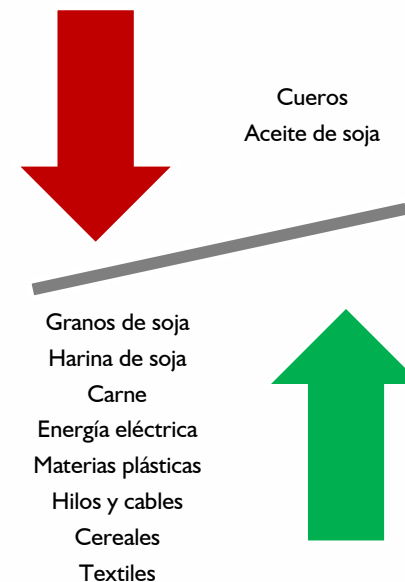 Cueros
Aceite de soja
Granos de soja
Harina de soja
Carne
Energía eléctrica
Materias plásticas
Hilos y cables
Cereales
Textiles